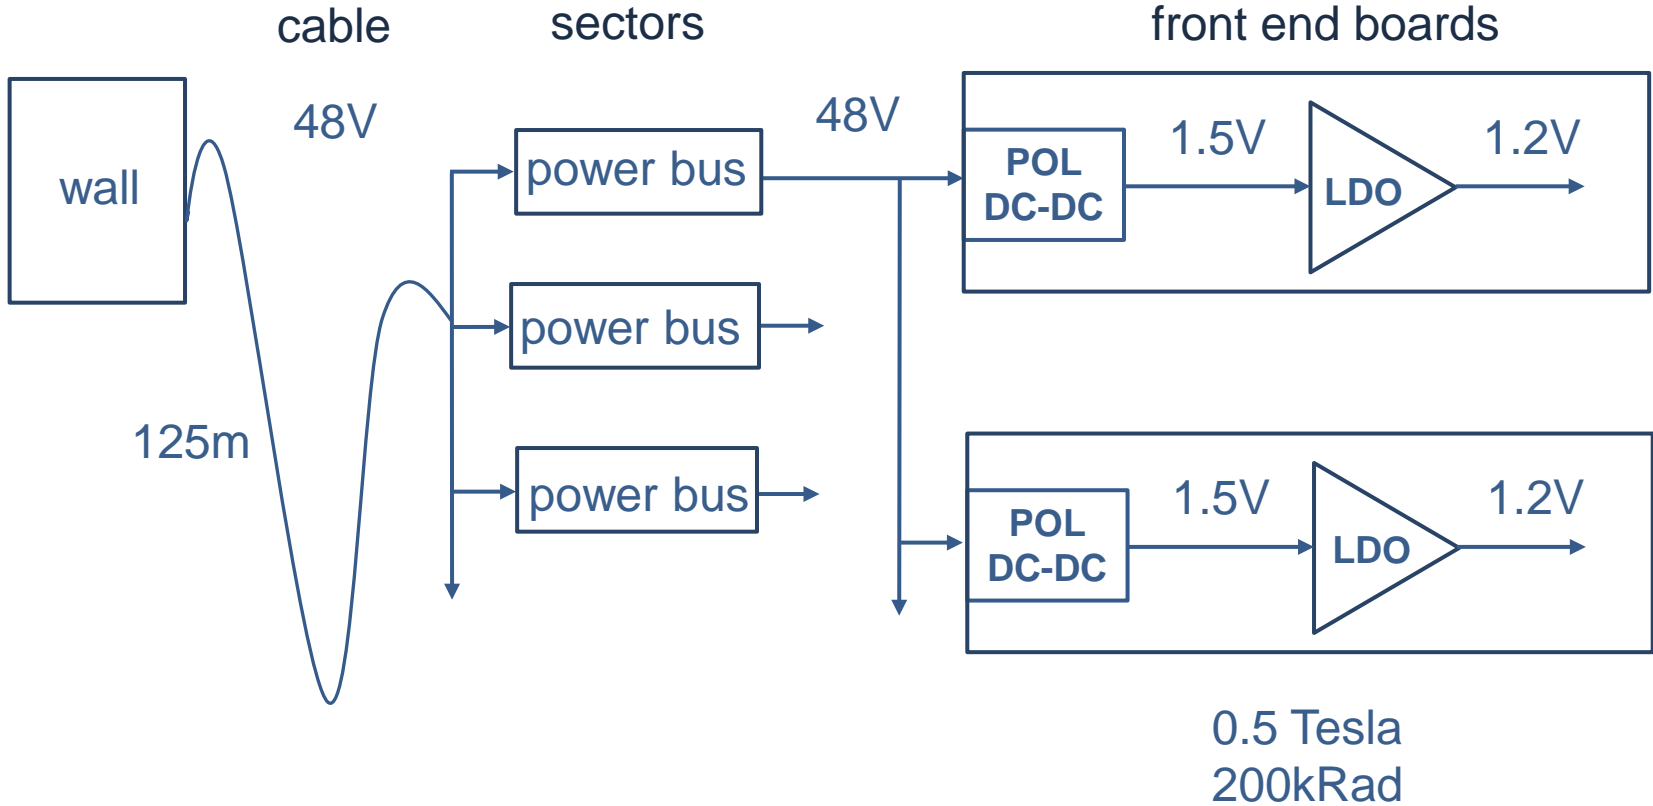 cable
sectors
front end boards
wall
48V
125m
power bus
power bus
power bus
48V
POL
DC-DC
1.5V
LDO
1.2V
POL
DC-DC
1.5V
LDO
1.2V
0.5 Tesla
200kRad